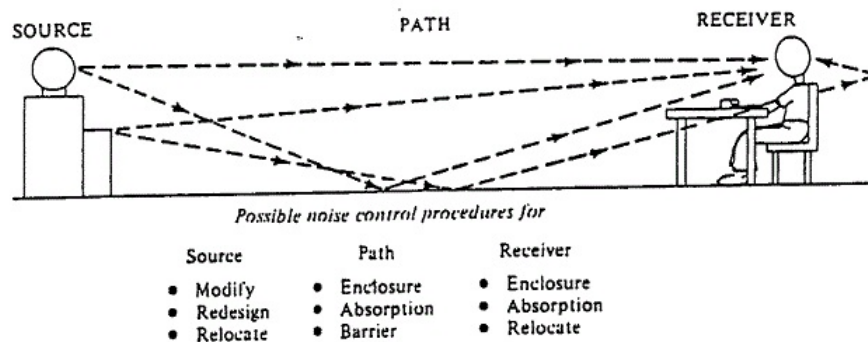 SOURCE PATH RECEIVER
Possible noise control procedures for
Source Path Receiver
• Modify • Enclosure • Enclosure
• Redesign • Absorption • Absorption
• Relocate • Barrier • Relocate